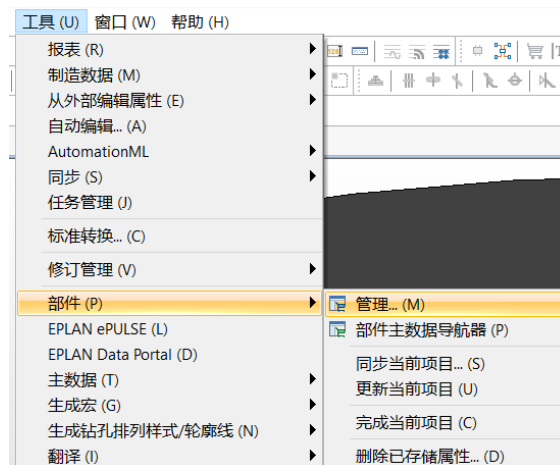 工具 (U) 窗口 (W) 帮助 (H)
报表 (R)
制造数据 (M)
从外部编辑属性 (E)
自动编辑... (A)
AutomationML
同步 (S)
任务管理 (J)
标准转换... (C)
修订管理 (V)
部件 (P)
管理... (M)
EPLAN ePULSE (L)
部件主数据导航器 (P)
EPLAN Data Portal (D)
同步当前项目... (S)
主数据 (T)
更新当前项目 (U)
生成宏 (G)
完成当前项目 (C)
生成钻孔排列样式/轮廓线 (N)
翻译 (I)
删除已存储属性... (D)